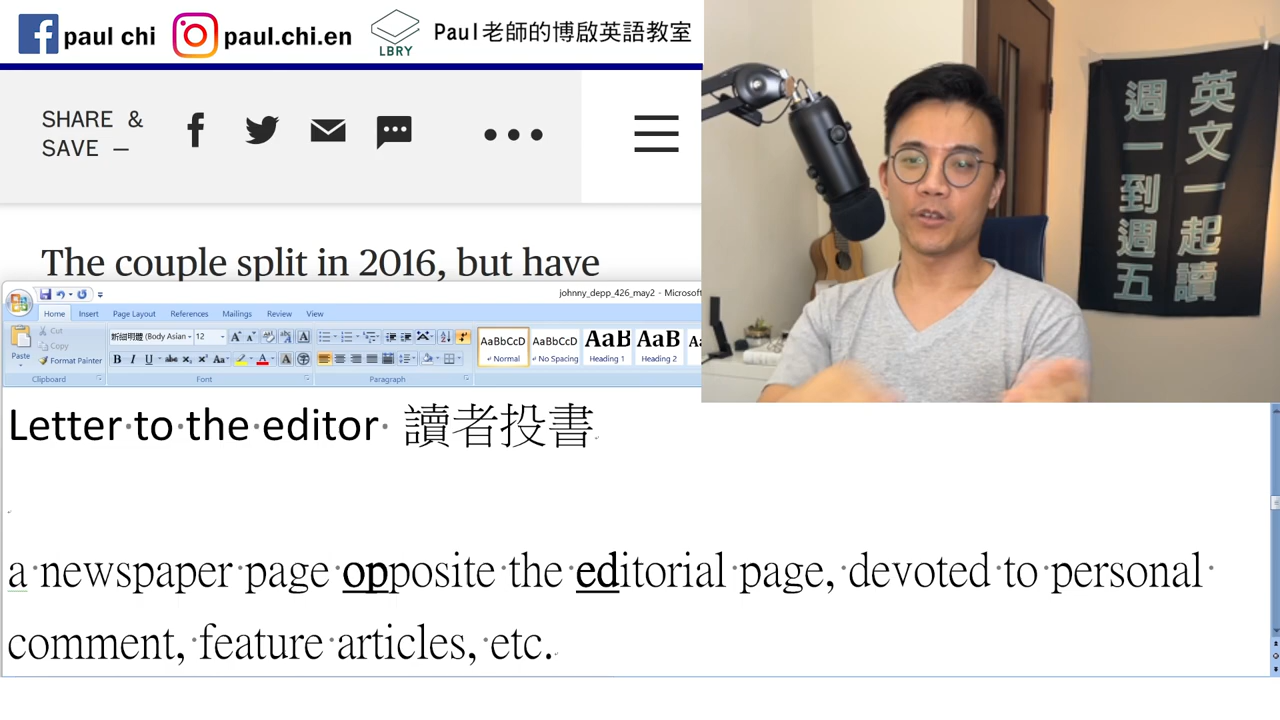 paul chi
paul.chi.en
LBRY
Paul老師的博啟英語教室
SHARE &
SAVE —
The couple split in 2016, but have
johnny_depp_426_may2 - Microsoft
Home Insert Page Layout References Mailings Review View
Paste
Cut
Copy
Format Painter
新細明體 (Body Asian 12
AaBbCcD AaBbCcD AaB AaB
Normal No Spacing Heading 1 Heading 2
Clipboard Font Paragraph
Letter to the editor 讀者投書
a newspaper page opposite the editorial page, devoted to personal
comment, feature articles, etc.
英文一起讀
週一到週五